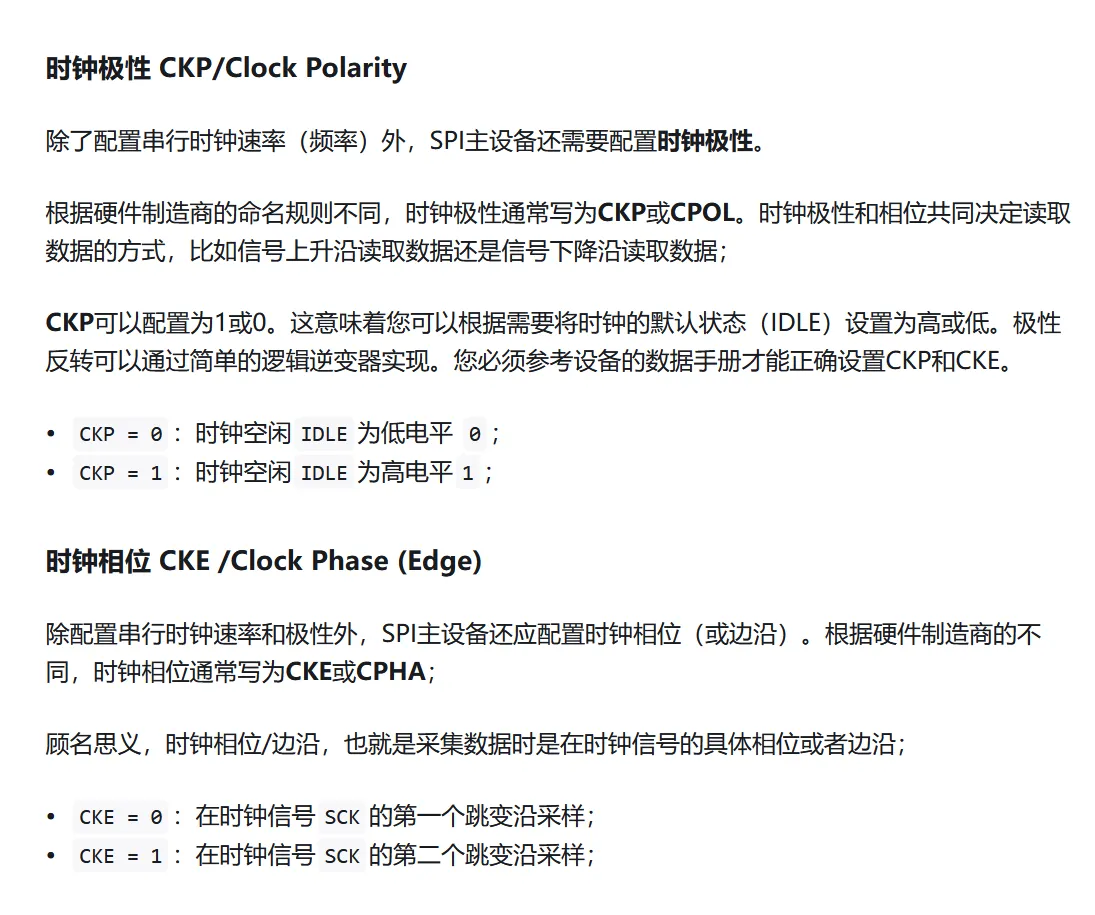 时钟极性 CKP/Clock Polarity
除了配置串行时钟速率（频率）外，SPI主设备还需要配置时钟极性。
根据硬件制造商的命名规则不同，时钟极性通常写为CKP或CPOL。时钟极性和相位共同决定读取
数据的方式，比如信号上升沿读取数据还是信号下降沿读取数据；
CKP可以配置为1或0。这意味着您可以根据需要将时钟的默认状态（IDLE）设置为高或低。极性
反转可以通过简单的逻辑逆变器实现。您必须参考设备的数据手册才能正确设置CKP和CKE。
• CKP = 0 ：时钟空闲 IDLE 为低电平 0 ；
• CKP = 1 ：时钟空闲 IDLE 为高电平 1 ；
时钟相位 CKE /Clock Phase (Edge)
除配置串行时钟速率和极性外，SPI主设备还应配置时钟相位（或边沿）。根据硬件制造商的不
同，时钟相位通常写为CKE或CPHA；
顾名思义，时钟相位/边沿，也就是采集数据时是在时钟信号的具体相位或者边沿；
• CKE = 0 ：在时钟信号 SCK 的第一个跳变沿采样；
• CKE = 1 ：在时钟信号 SCK 的第二个跳变沿采样；